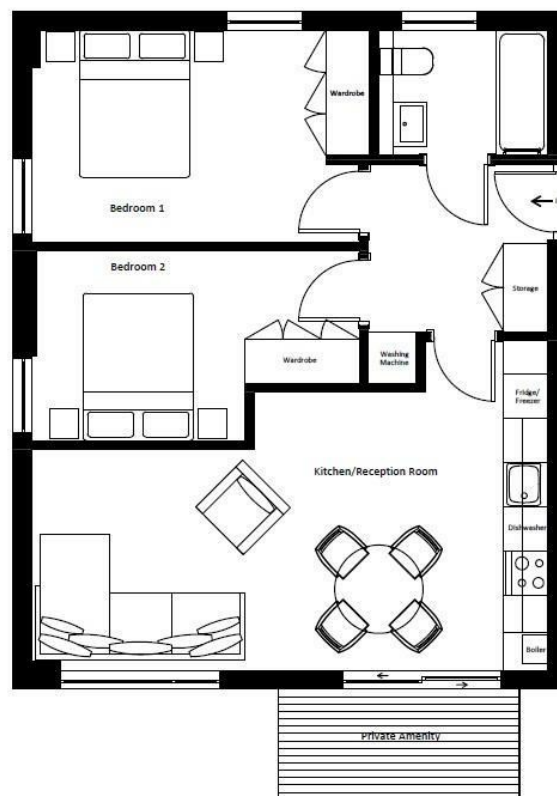 Wardrobe
Bedroom 1
Bedroom 2
Storage
Wardrobe
Washing
Machine
Fridge/
Freezer
Kitchen/Reception Room
Dishwasher
Boiler
Private Amenity